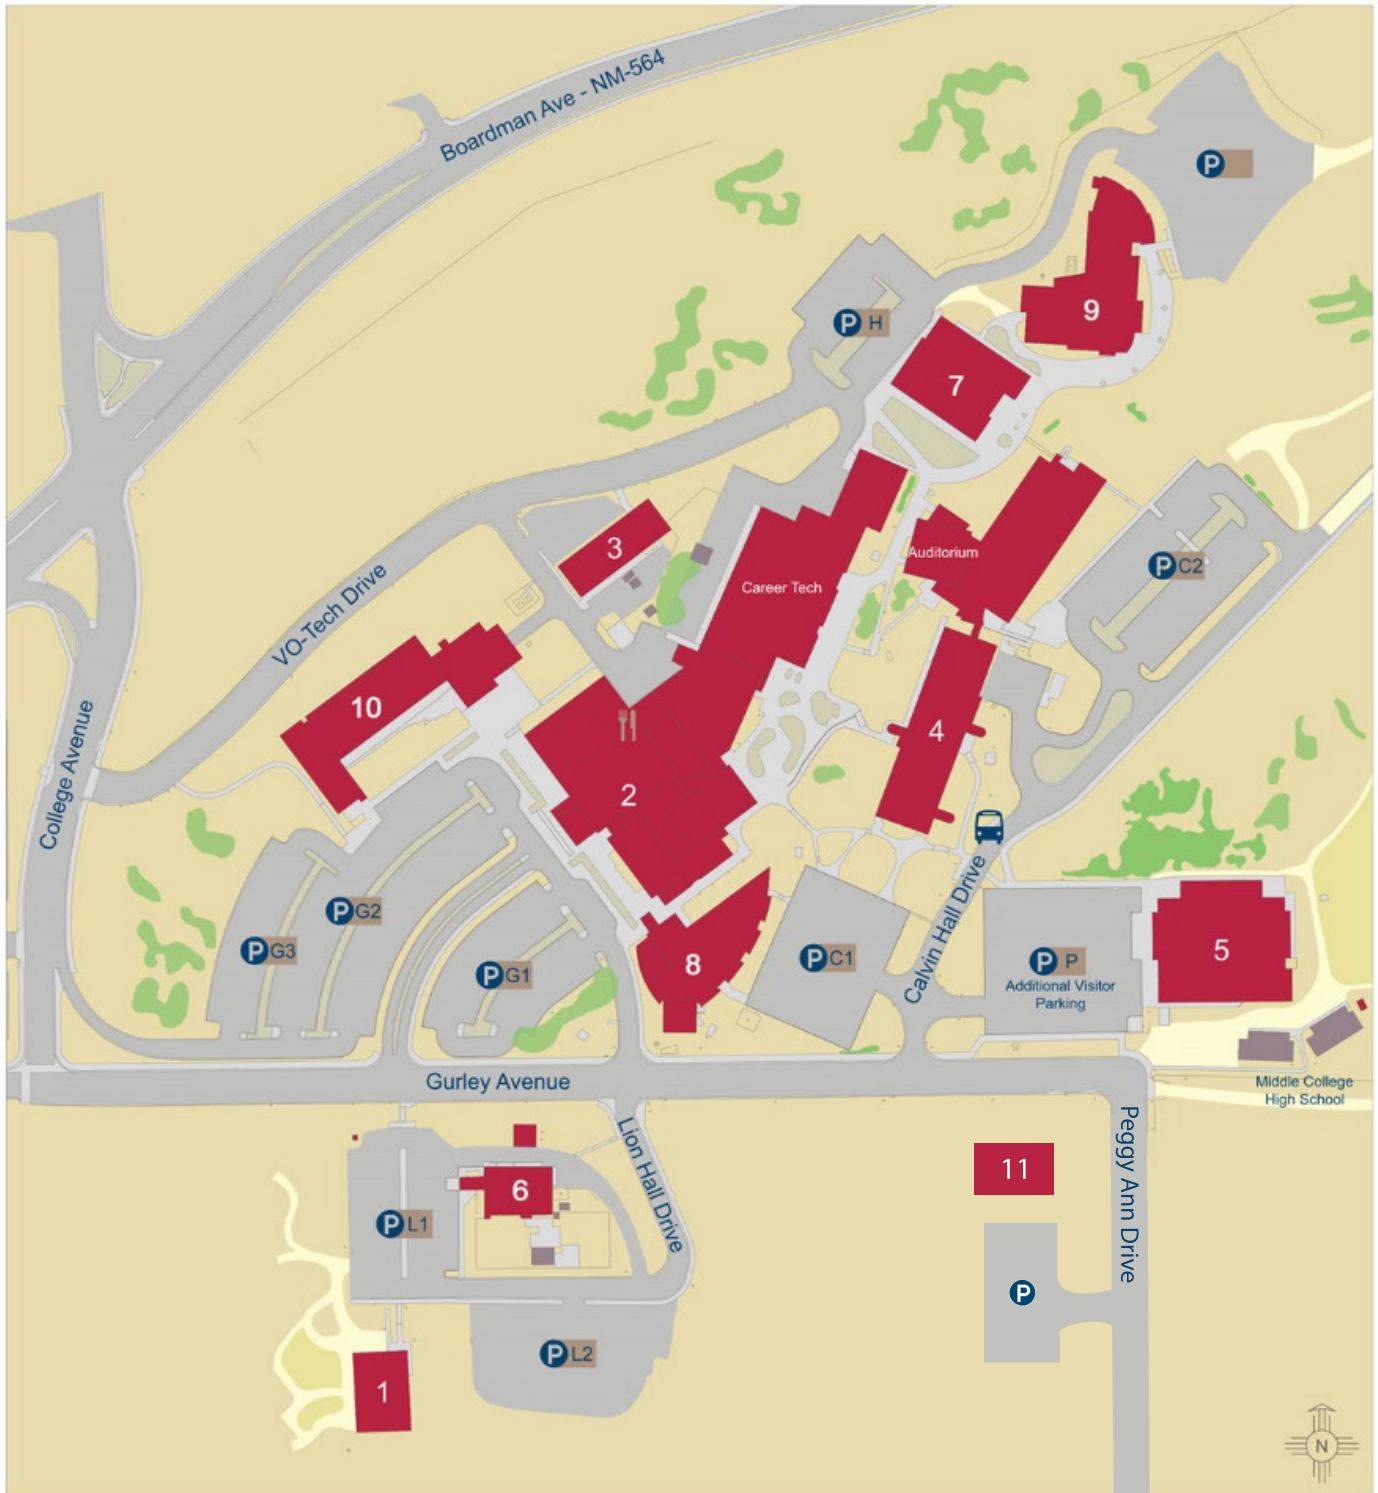 Boardman Ave - NM-564
P
9
P H
7
3
Auditorium
P C2
Career Tech
VO-Tech Drive
10
4
College Avenue
2
P G2
P G3
P G1
8
P C1
Calvin Hall Drive
P P
Additional Visitor
Parking
5
Gurley Avenue
Middle College
High School
Lion Hall Drive
Peggy Ann Drive
11
6
P L1
P
P L2
1
N